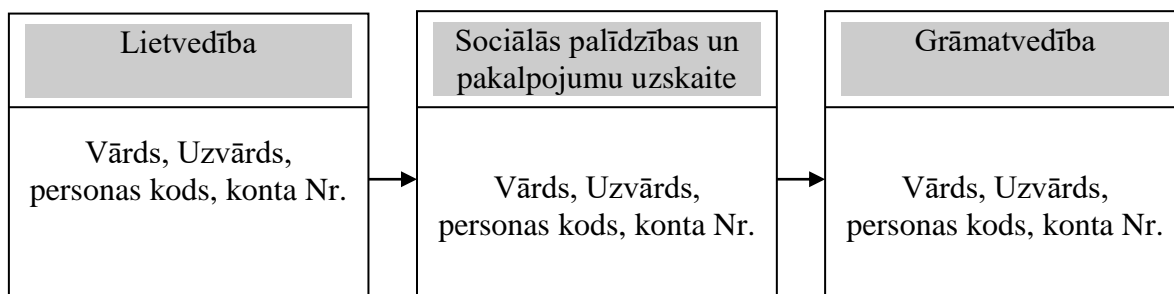 Lietvedība
Vārds, Uzvārds,
personas kods, konta Nr.
Sociālās palīdzības un
pakalpojumu uzskaite
Vārds, Uzvārds,
personas kods, konta Nr.
Grāmatvedība
Vārds, Uzvārds,
personas kods, konta Nr.